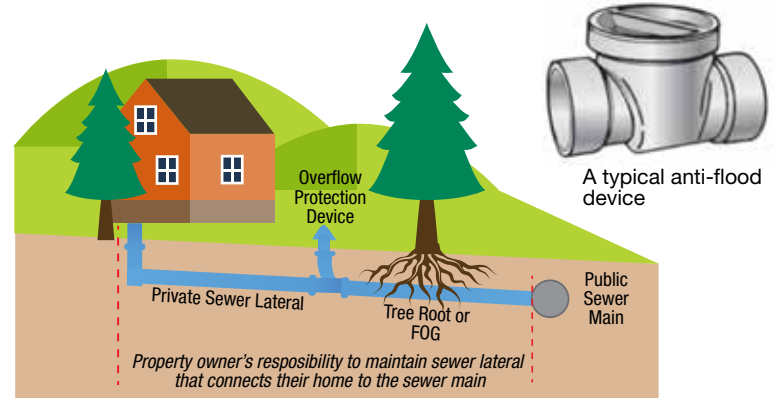 A typical anti-flood
device
Overflow
Protection
Device
Private Sewer Lateral
Tree Root or
FOG
Public
Sewer
Main
Property owner's resposibility to maintain sewer lateral
that connects their home to the sewer main